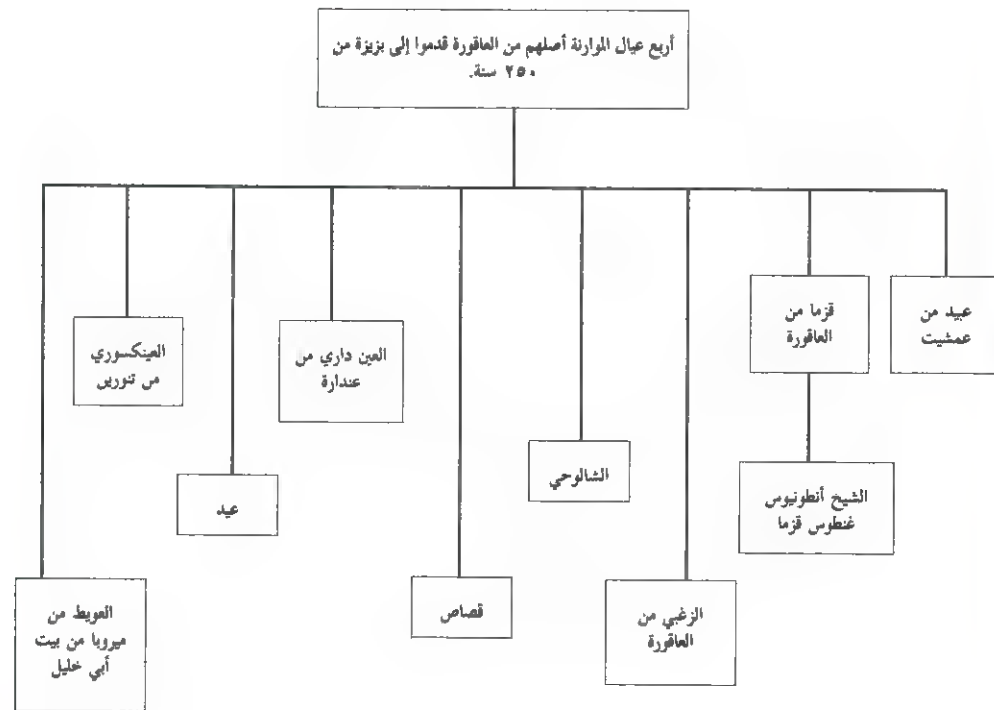 أربع عيال الموارنة أصلهم من العاقورة قدموا إلى بزيزة من
٢٥٠ سنة.
عبيد من
عمشيت
قزما من
العاقورة
الشيخ أنطونيوس
غنطوس قزما
الزغبي من
العاقورة
الشالوحي
قصاص
العين داري من
عندارة
عيد
العينكسوري
من تنورين
العويط من
ميروبا من بيت
أبي خليل